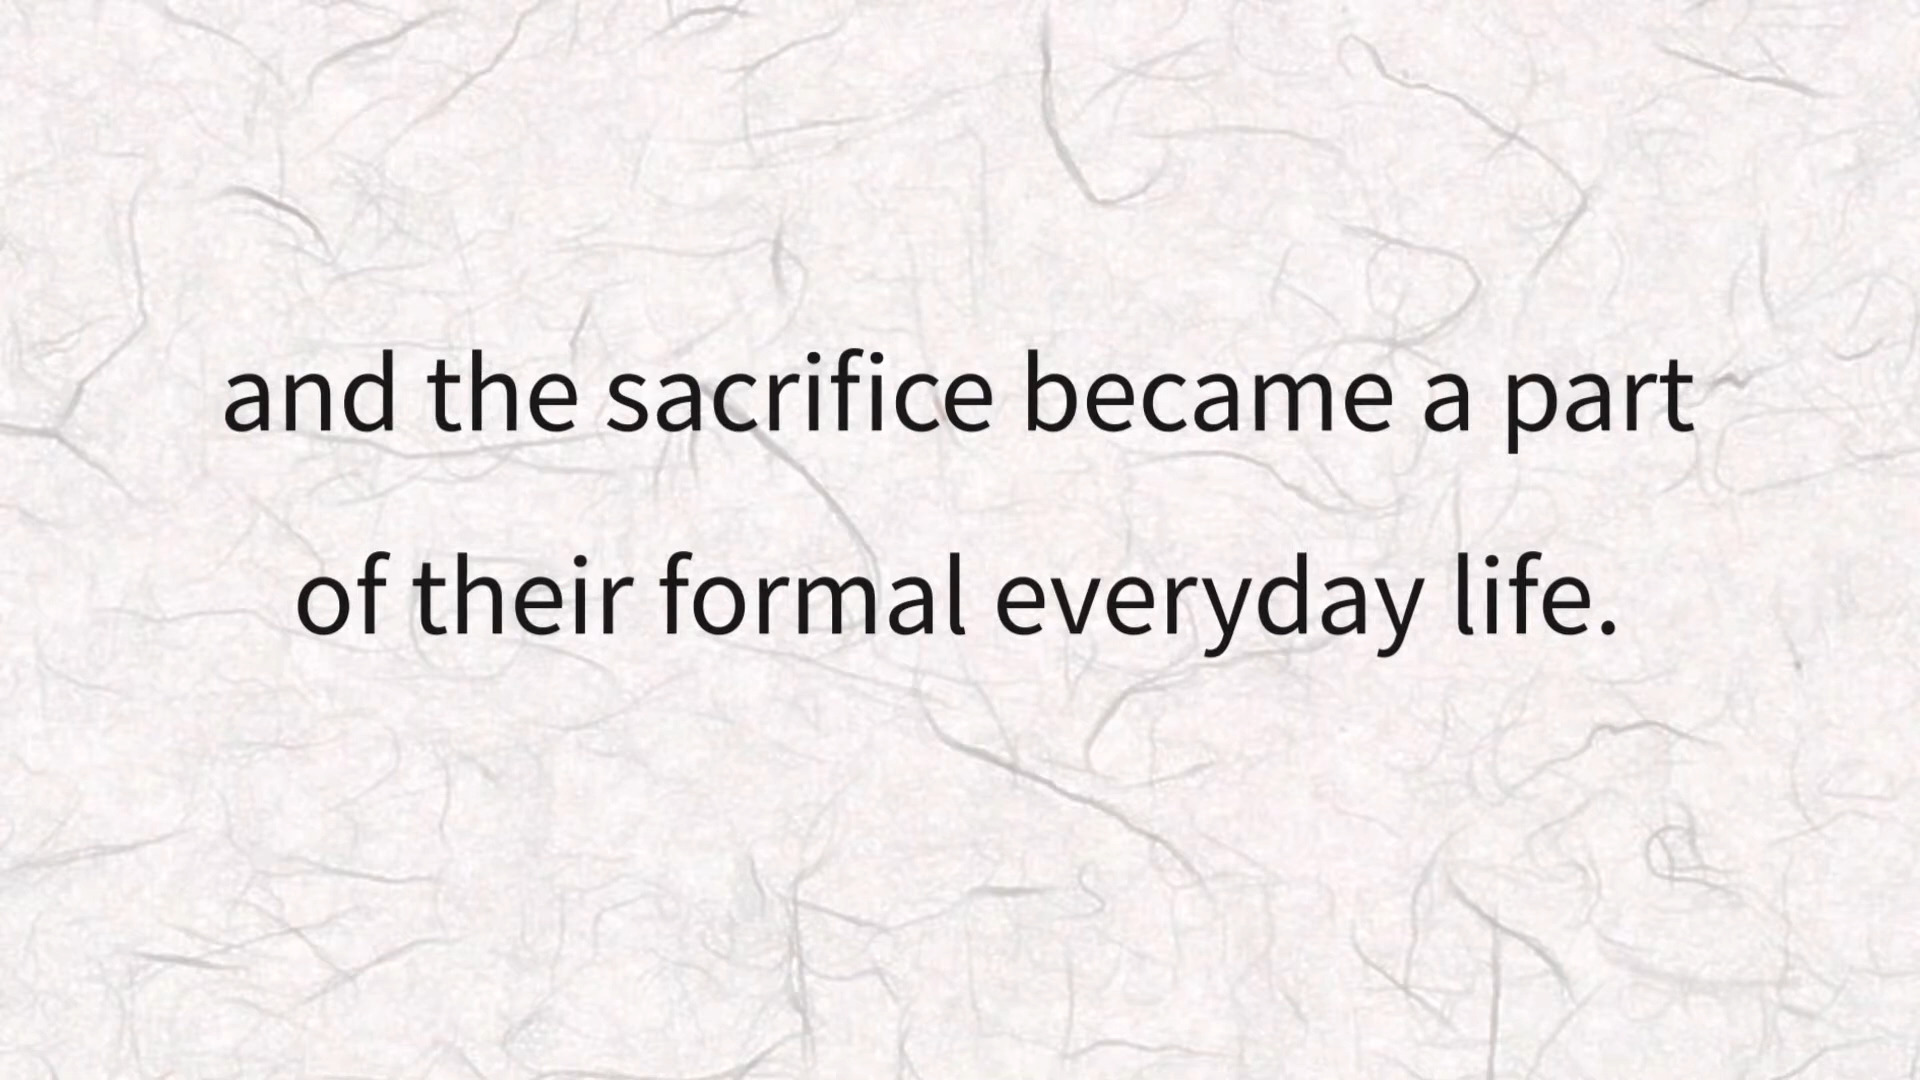 and the sacrifice became a part
of their formal everyday life.